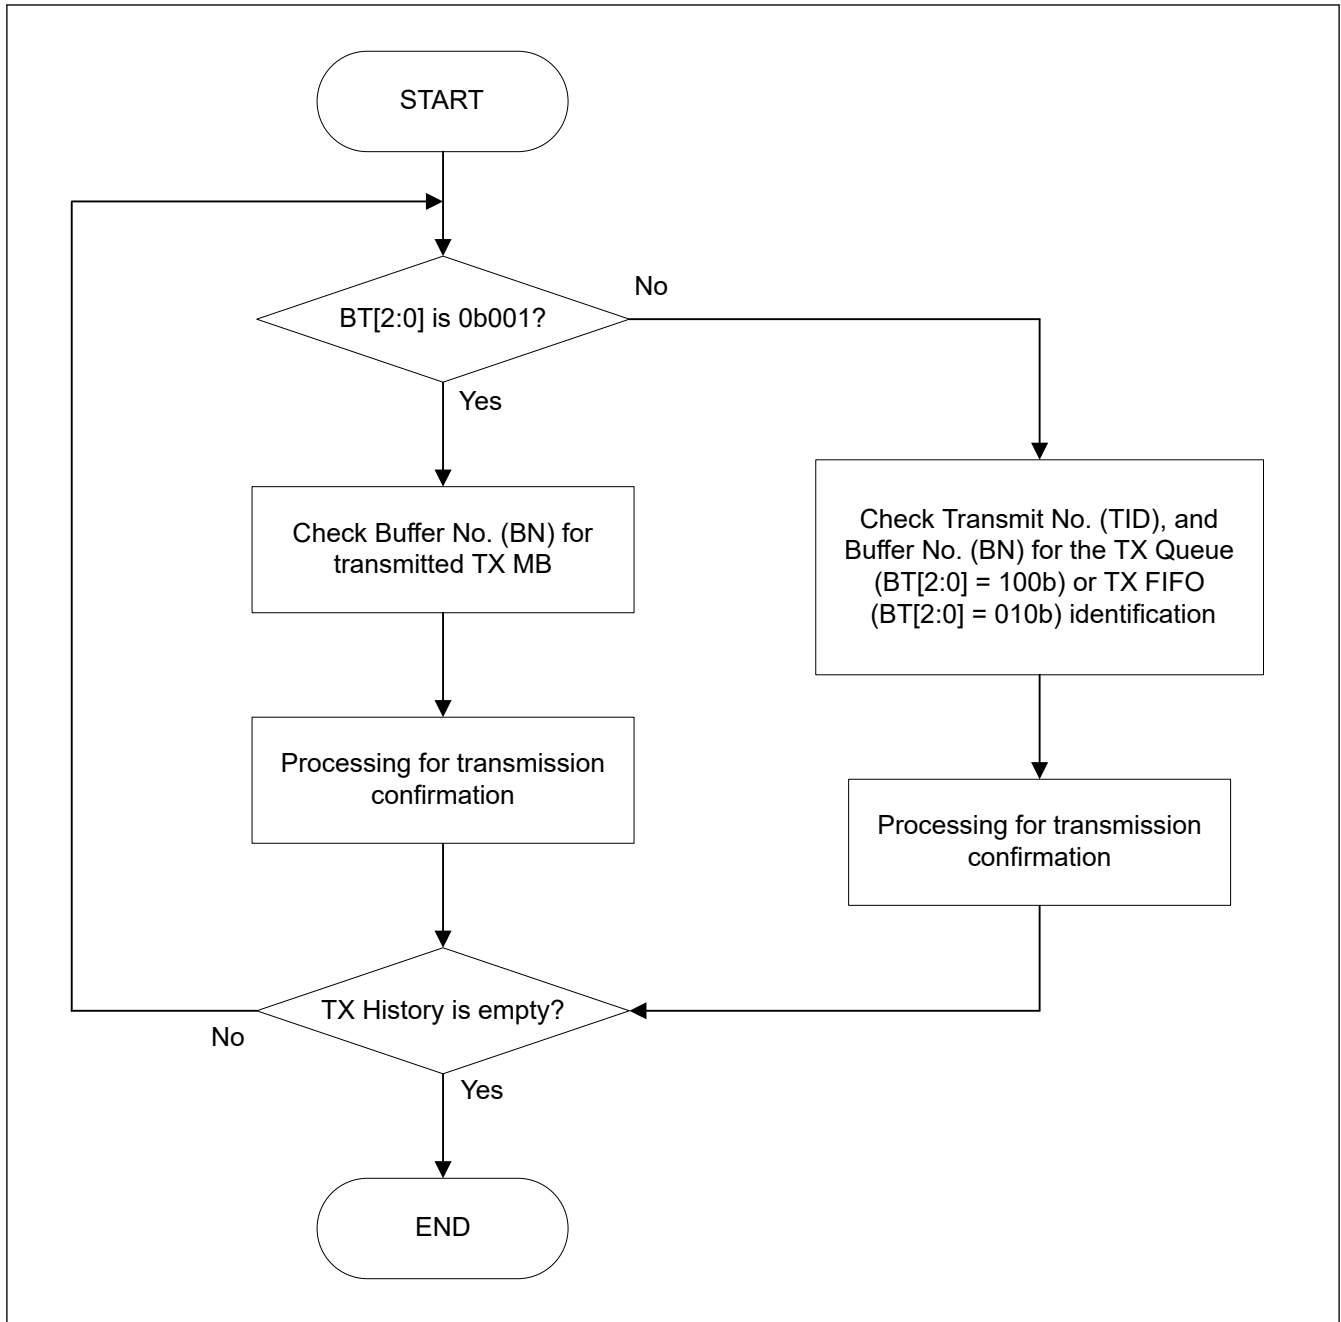 START
BT[2:0] is 0b001?
No
Yes
Check Buffer No. (BN) for
transmitted TX MB
Check Transmit No. (TID), and
Buffer No. (BN) for the TX Queue
(BT[2:0] = 100b) or TX FIFO
(BT[2:0] = 010b) identification
Processing for transmission
confirmation
Processing for transmission
confirmation
TX History is empty?
No
Yes
END